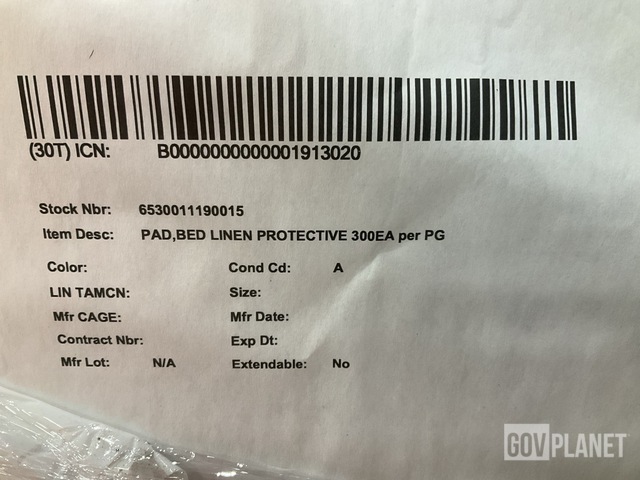 (30T) ICN: B0000000000001913020
Stock Nbr: 6530011190015
Item Desc: PAD,BED LINEN PROTECTIVE 300EA per PG
Color: Cond Cd: A
LIN TAMCN: Size:
Mfr CAGE: Mfr Date:
Contract Nbr: Exp Dt:
Mfr Lot: N/A Extendable: No
GOVPLANET